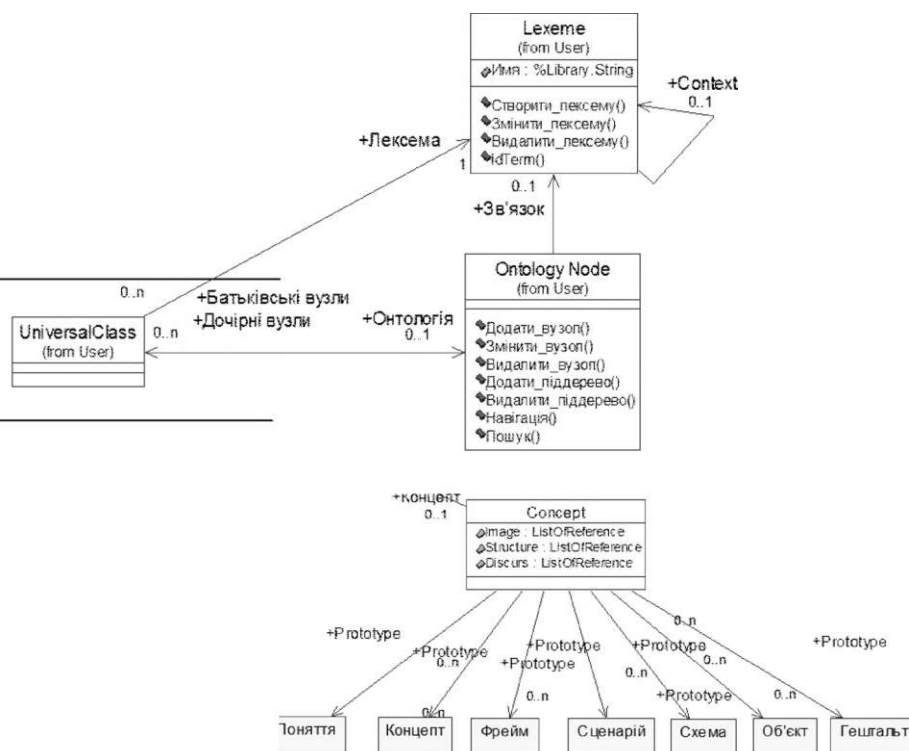 Lexeme
(from User)
Имя : %Library.String
Створити_лексему()
Змінити_лексему()
Видалити_лексему()
idTerm()
+Context
0..1
+Лексема
1
0..1
+Зв'язок
Ontology Node
(from User)
Додати_вузол()
Змінити_вузол()
Видалити_вузол()
Додати_піддерево()
Видалити_піддерево()
Навігація()
Пошук()
0..n
+Батьківські вузли
+Дочірні вузли
0..n
+Онтологія
0..1
UniversalClass
(from User)
+Концепт
0..1
Concept
Image : ListOfReference
Structure : ListOfReference
Discurs : ListOfReference
+Prototype
+Prototype
0..n
+Prototype
+Prototype
0..n
+Prototype
0..n
0..n
+Prototype
0..n
+Prototype
0..n
0..n
Поняття
Концепт
Фрейм
Сценарій
Схема
Об'єкт
Гештальт